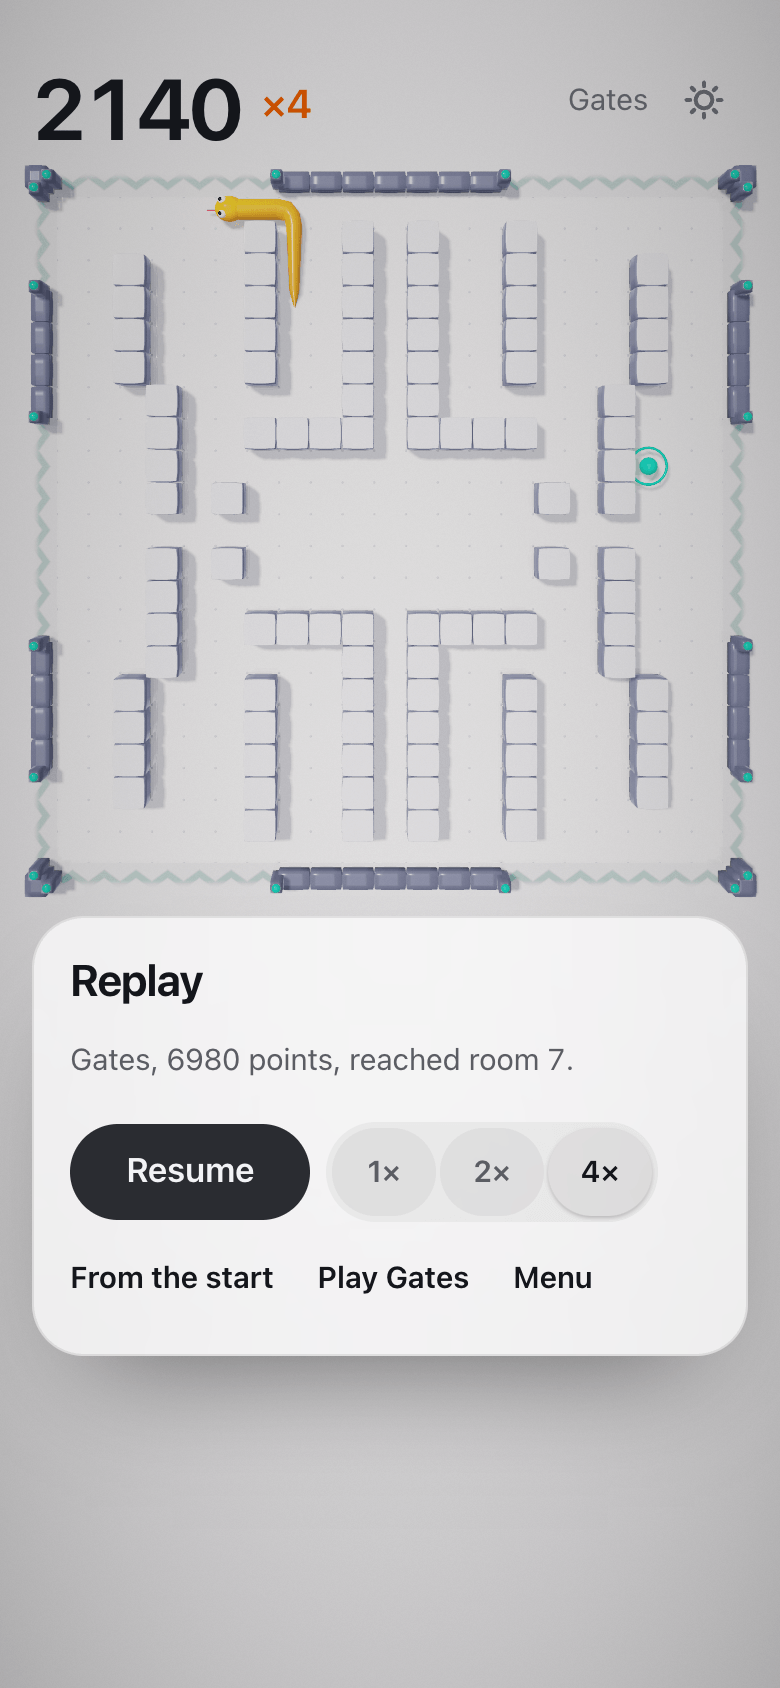 2140 ×4 Gates
Replay
Gates, 6980 points, reached room 7.
Resume 1× 2× 4×
From the start Play Gates Menu